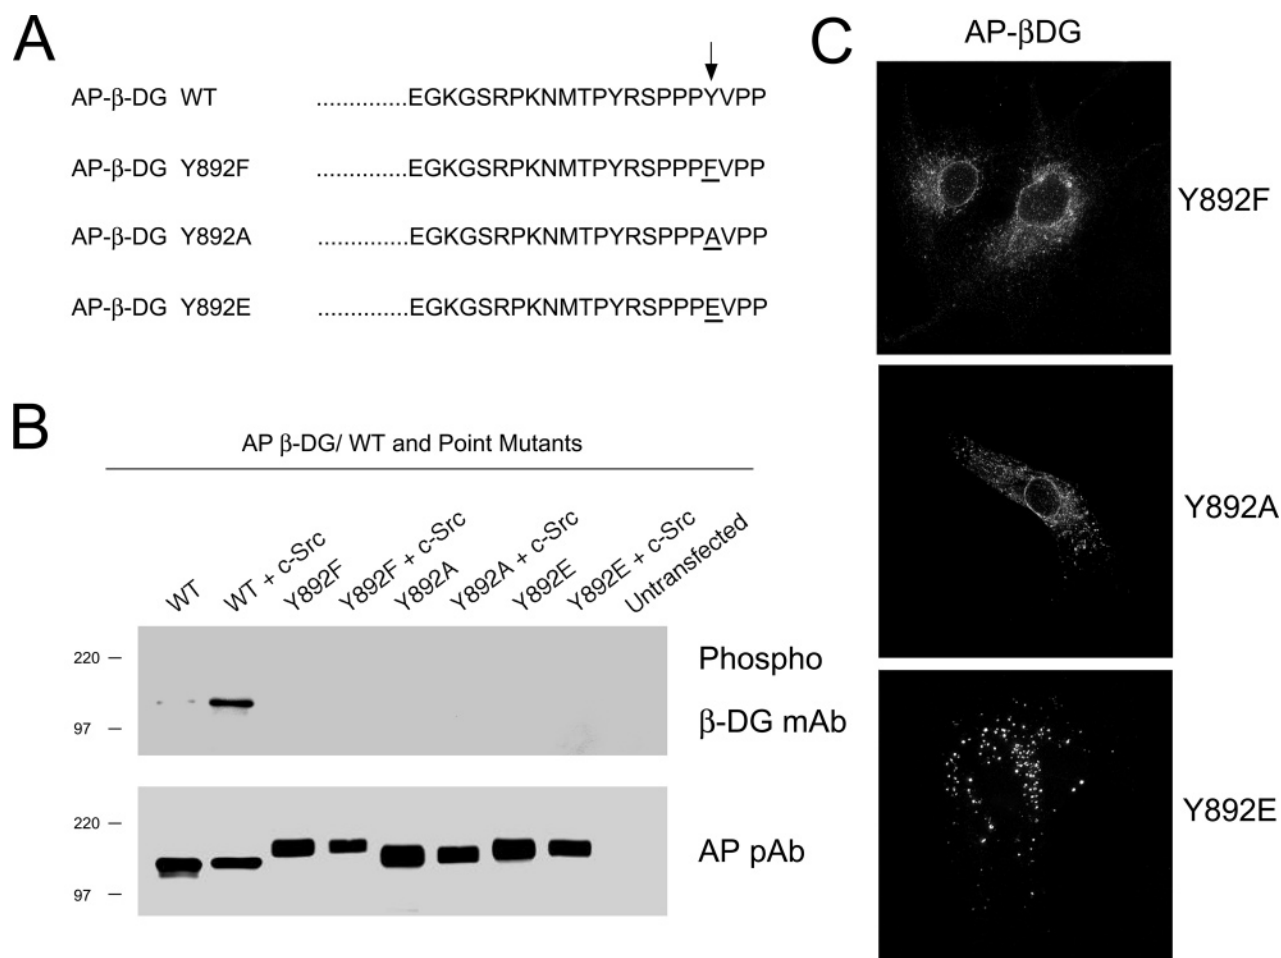 A
AP-β-DG WT ..............EGKGSRPKNMTPYRSPPPYVPP
AP-β-DG Y892F ..............EGKGSRPKNMTPYRSPPPFVPP
AP-β-DG Y892A ..............EGKGSRPKNMTPYRSPPPAVPP
AP-β-DG Y892E ..............EGKGSRPKNMTPYRSPPPEVPP
B
AP β-DG/ WT and Point Mutants
WT
WT + c-Src
Y892F
Y892F + c-Src
Y892A
Y892A + c-Src
Y892E
Y892E + c-Src
Untransfected
220
97
Phospho
β-DG mAb
220
97
AP pAb
C
AP-βDG
Y892F
Y892A
Y892E